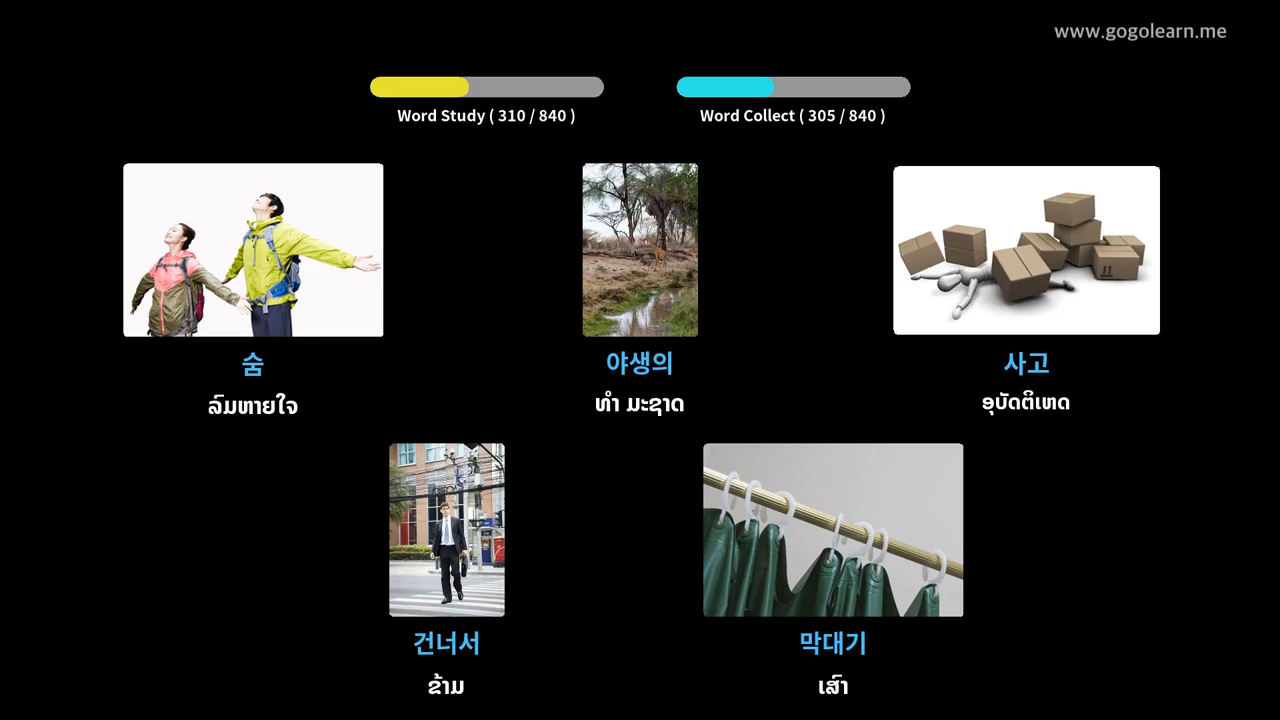 www.gogolearn.me
Word Study ( 310 / 840 )
Word Collect ( 305 / 840 )
숨
ລົມຫາຍໃຈ
야생의
ທຳ ມະຊາດ
사고
ອຸບັດຕິເຫດ
건너서
ຂ້າມ
막대기
ເສົາ